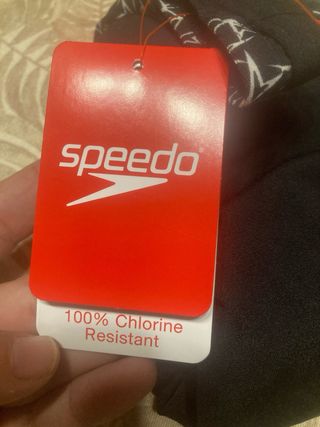 speedo
100% Chlorine
Resistant